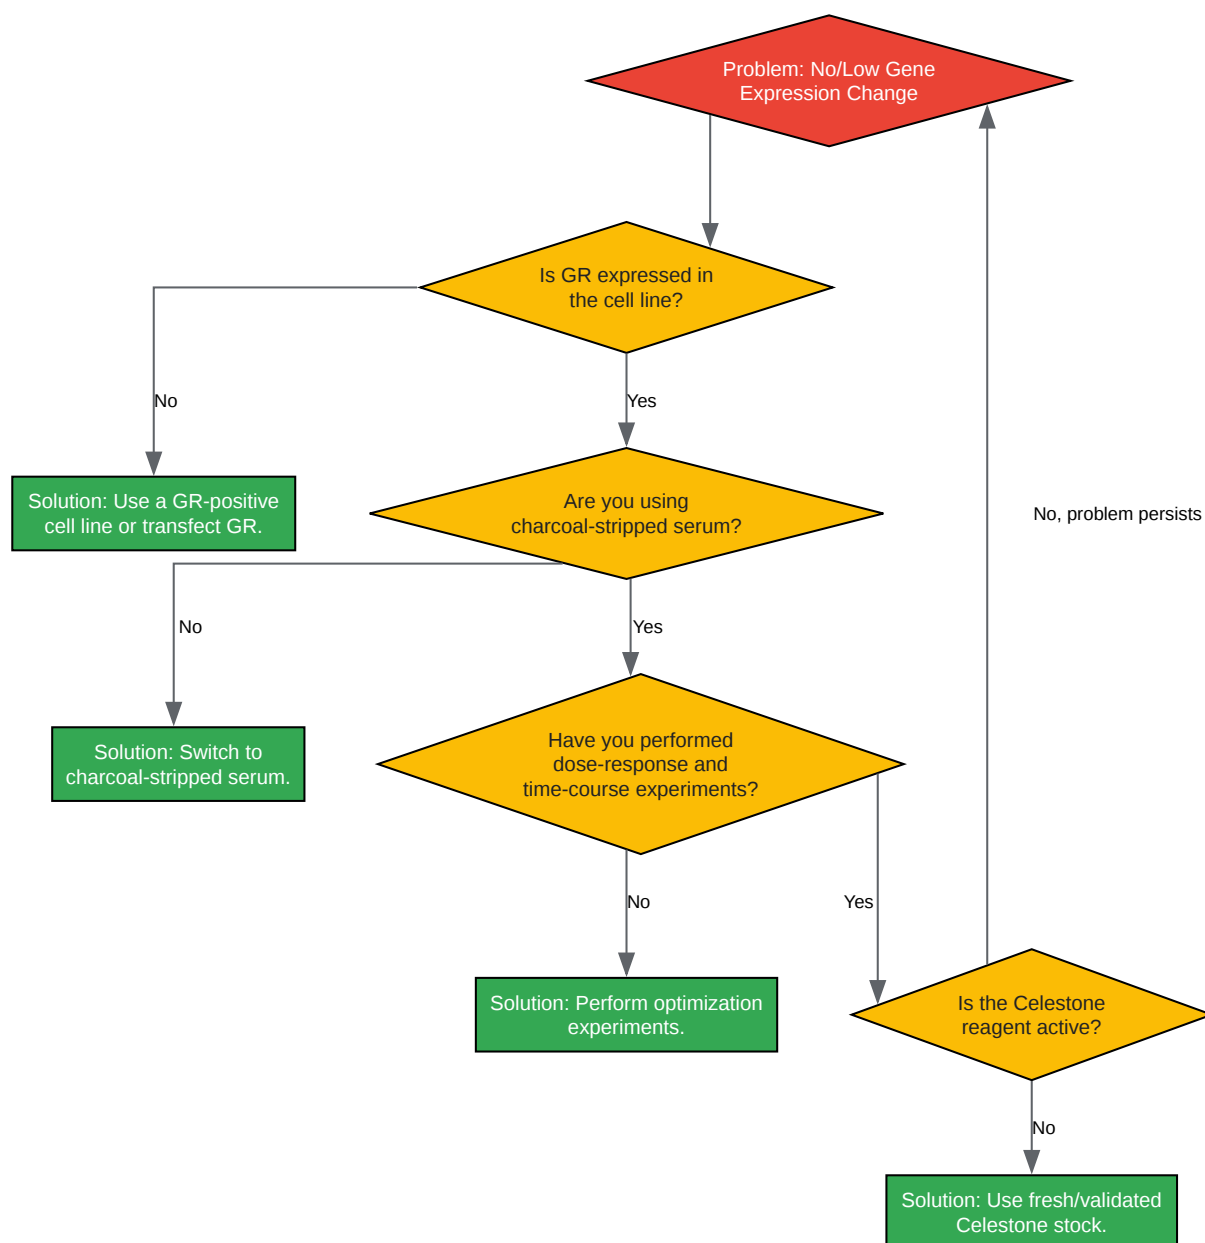 Problem: No/Low Gene
Expression Change
Is GR expressed in
the cell line?
No
Yes
Solution: Use a GR-positive
cell line or transfect GR.
Are you using
charcoal-stripped serum?
No, problem persists
No
Yes
Solution: Switch to
charcoal-stripped serum.
Have you performed
dose-response and
time-course experiments?
No
Yes
Solution: Perform optimization
experiments.
Is the Celestone
reagent active?
No
Solution: Use fresh/validated
Celestone stock.